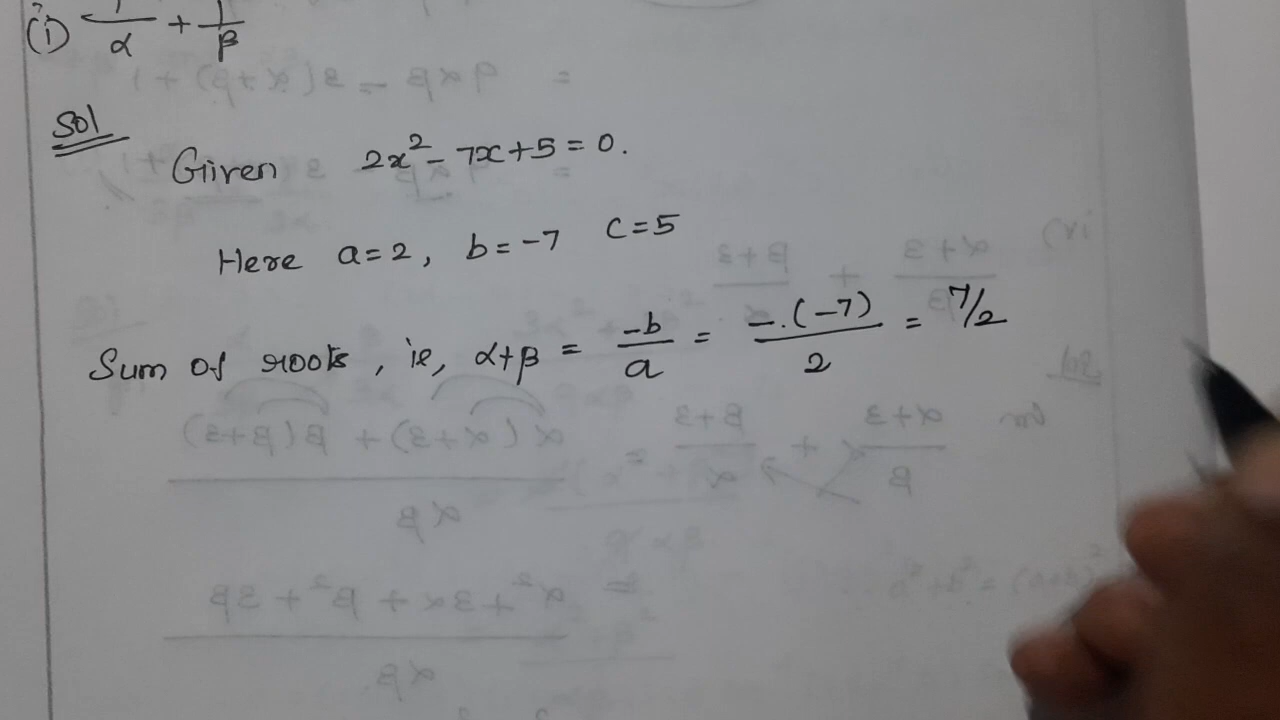 (i) 1/α + 1/β
Sol
Given 2x² - 7x + 5 = 0.
Here a = 2, b = -7 c = 5
Sum of roots, ie, α+β = -b/a = -.(-7)/2 = 7/2